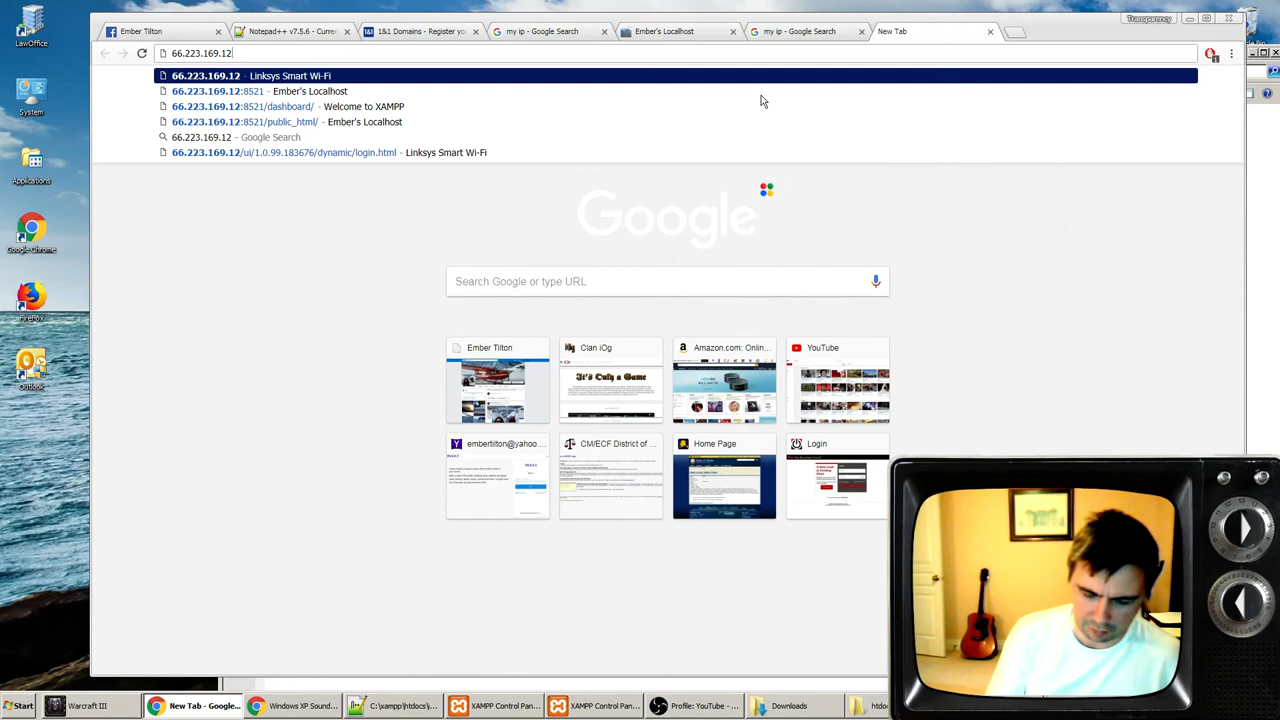 LawOffice
System
Applications
Google Chrome
FireFox
Outlook
Transparency
Ember Tilton
Notepad++ v7.5.6 - Curre
1&1 Domains - Register yo
my ip - Google Search
Ember's Localhost
my ip - Google Search
New Tab
66.223.169.12
66.223.169.12 - Linksys Smart Wi-Fi
66.223.169.12:8521 - Ember's Localhost
66.223.169.12:8521/dashboard/ - Welcome to XAMPP
66.223.169.12:8521/public_html/ - Ember's Localhost
66.223.169.12 - Google Search
66.223.169.12/ui/1.0.99.183676/dynamic/login.html - Linksys Smart Wi-Fi
Google
Search Google or type URL
Ember Tilton
Clan iOg
Amazon.com: Onlin...
YouTube
It's Only a Game
embertilton@yahoo....
CM/ECF District of ...
Home Page
Login
Start
Warcraft III
New Tab - Google...
Windows XP Sound...
C:\xampp\htdocs\i...
XAMPP Control Pan...
XAMPP Control Pan...
Profile: YouTube - ...
Downloads
htdoc